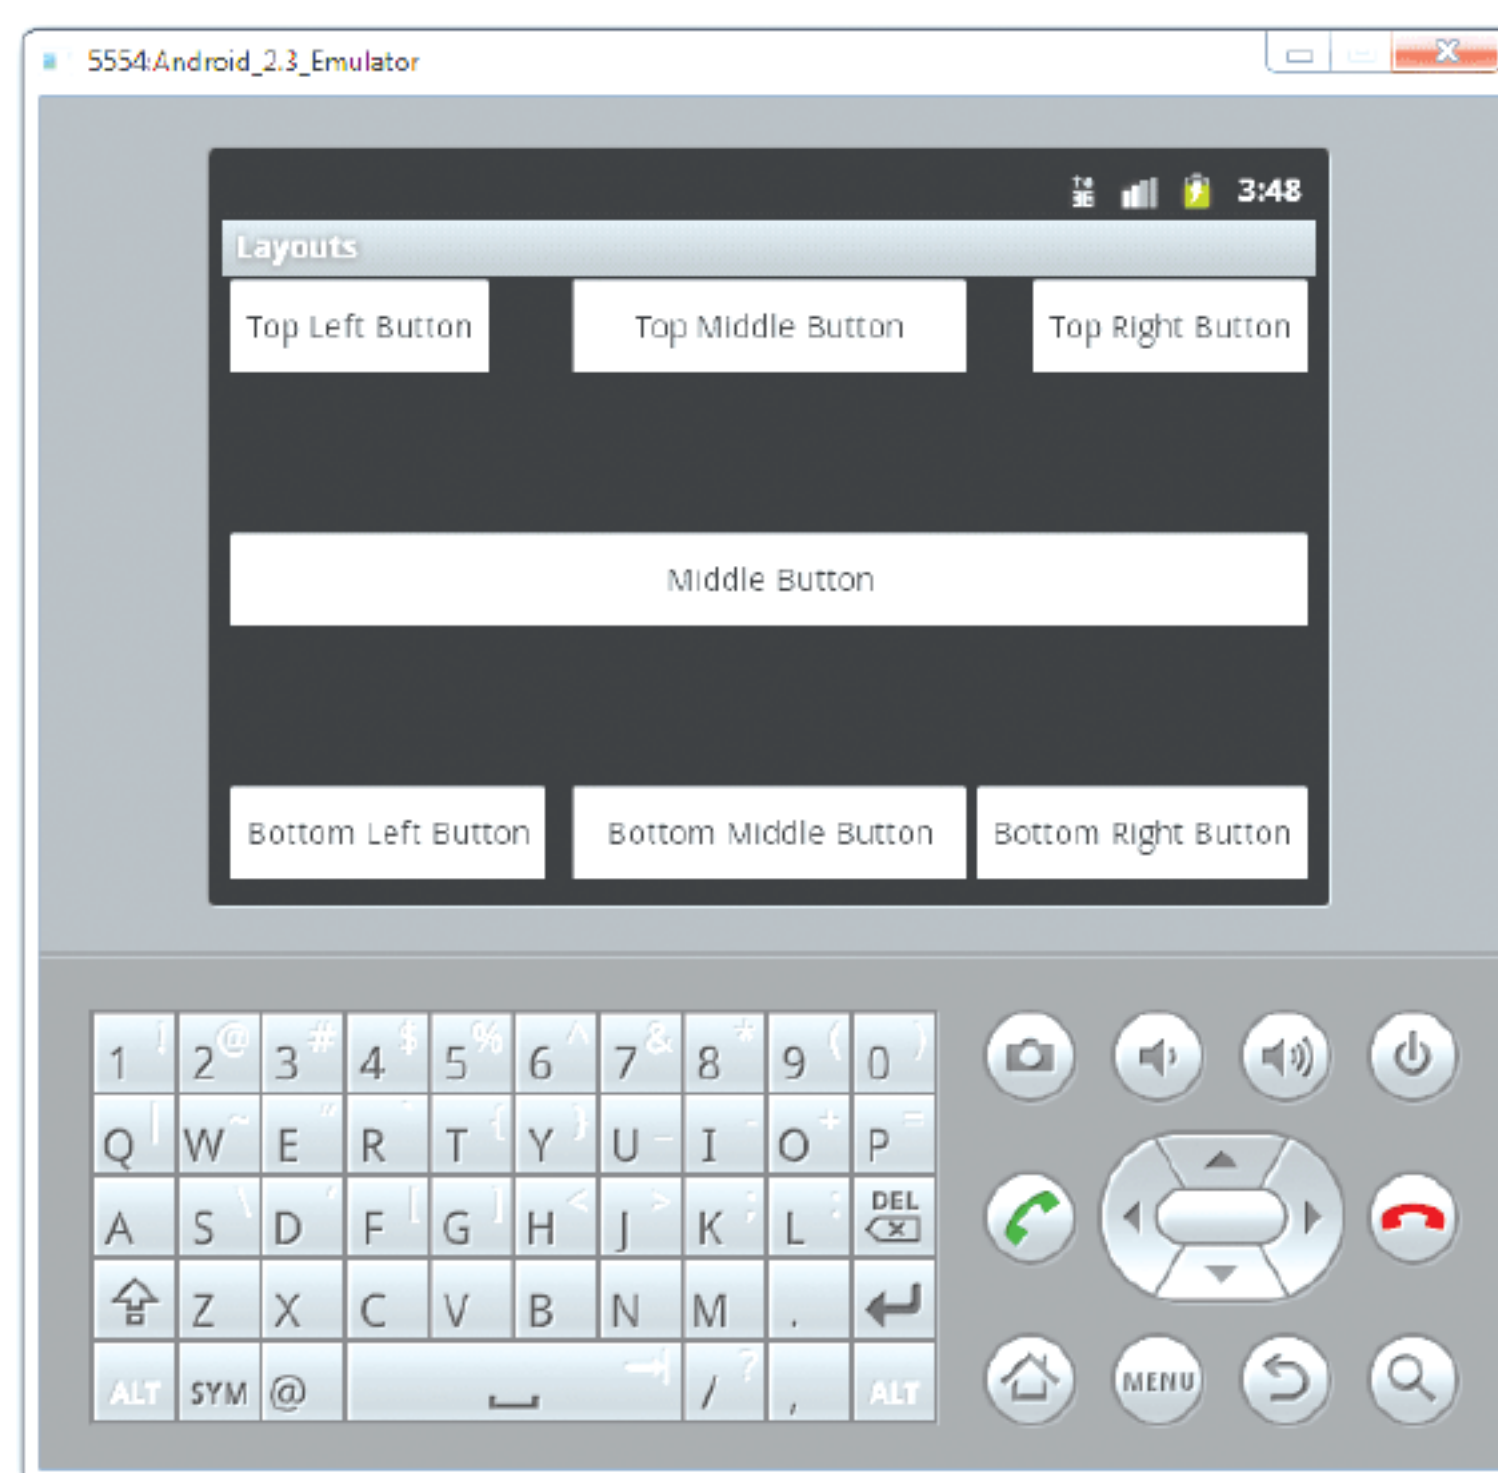 5554:Android_2.3_Emulator
3G 3:48
Layouts
Top Left Button Top Middle Button Top Right Button
Middle Button
Bottom Left Button Bottom Middle Button Bottom Right Button
1 ! 2 @ 3 # 4 $ 5 % 6 ^ 7 & 8 * 9 ( 0 )
Q | W ~ E " R ` T { Y } U _ I - O + P =
A S \ D ' F [ G ] H < J > K ; L : DEL
Z X C V B N M .
ALT SYM @ / ? , ALT
MENU